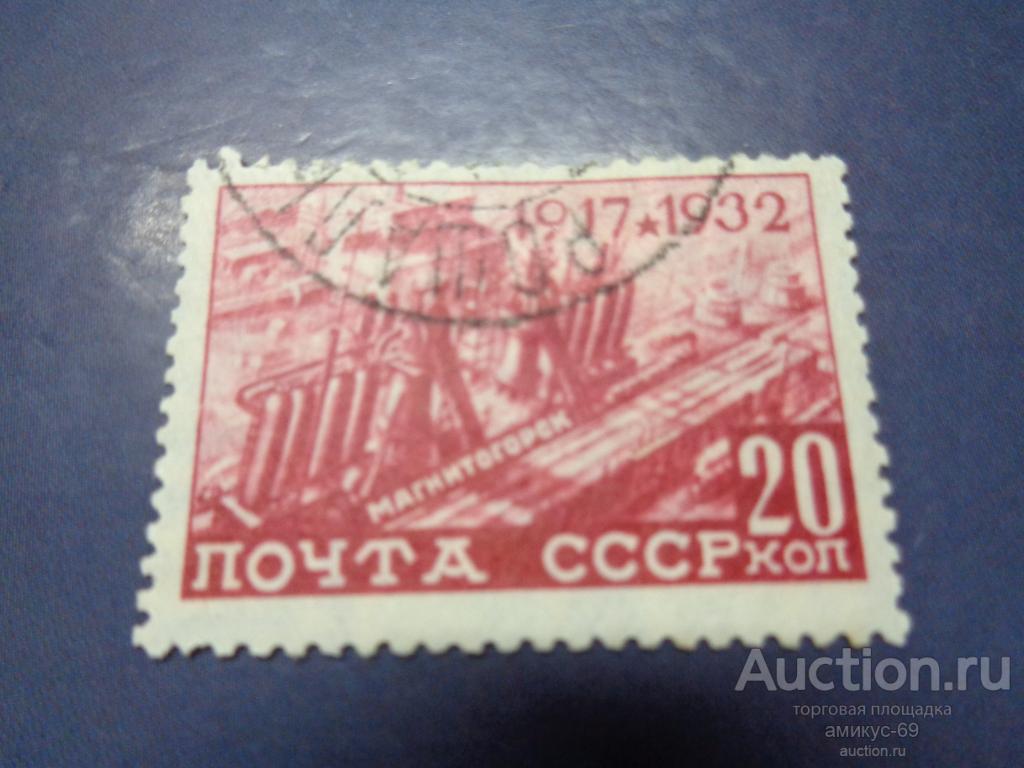 1917★1932
МАГНИТОГОРСК
20
ПОЧТА СССР КОП
Auction.ru
торговая площадка
амикус-69
auction.ru